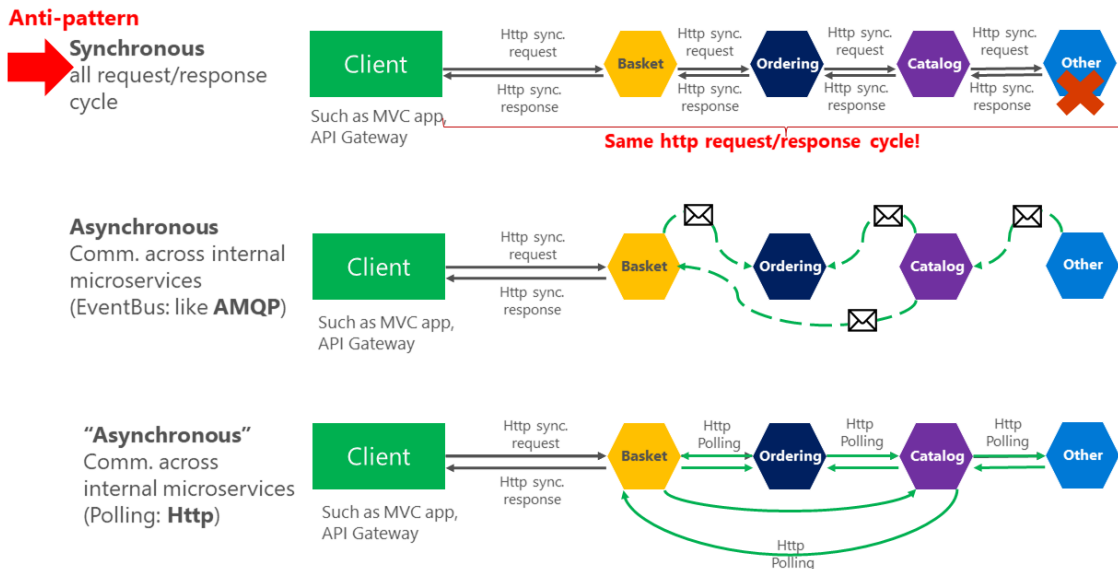 Anti-pattern
Synchronous
all request/response
cycle
Client
Such as MVC app,
API Gateway
Http sync.
request
Http sync.
response
Basket
Http sync.
request
Http sync.
response
Ordering
Http sync.
request
Http sync.
response
Catalog
Http sync.
request
Http sync.
response
Other
Same http request/response cycle!
Asynchronous
Comm. across internal
microservices
(EventBus: like AMQP)
Client
Such as MVC app,
API Gateway
Http sync.
request
Http sync.
response
Basket
Ordering
Catalog
Other
“Asynchronous”
Comm. across
internal microservices
(Polling: Http)
Client
Such as MVC app,
API Gateway
Http sync.
request
Http sync.
response
Basket
Http
Polling
Ordering
Http
Polling
Catalog
Http
Polling
Other
Http
Polling